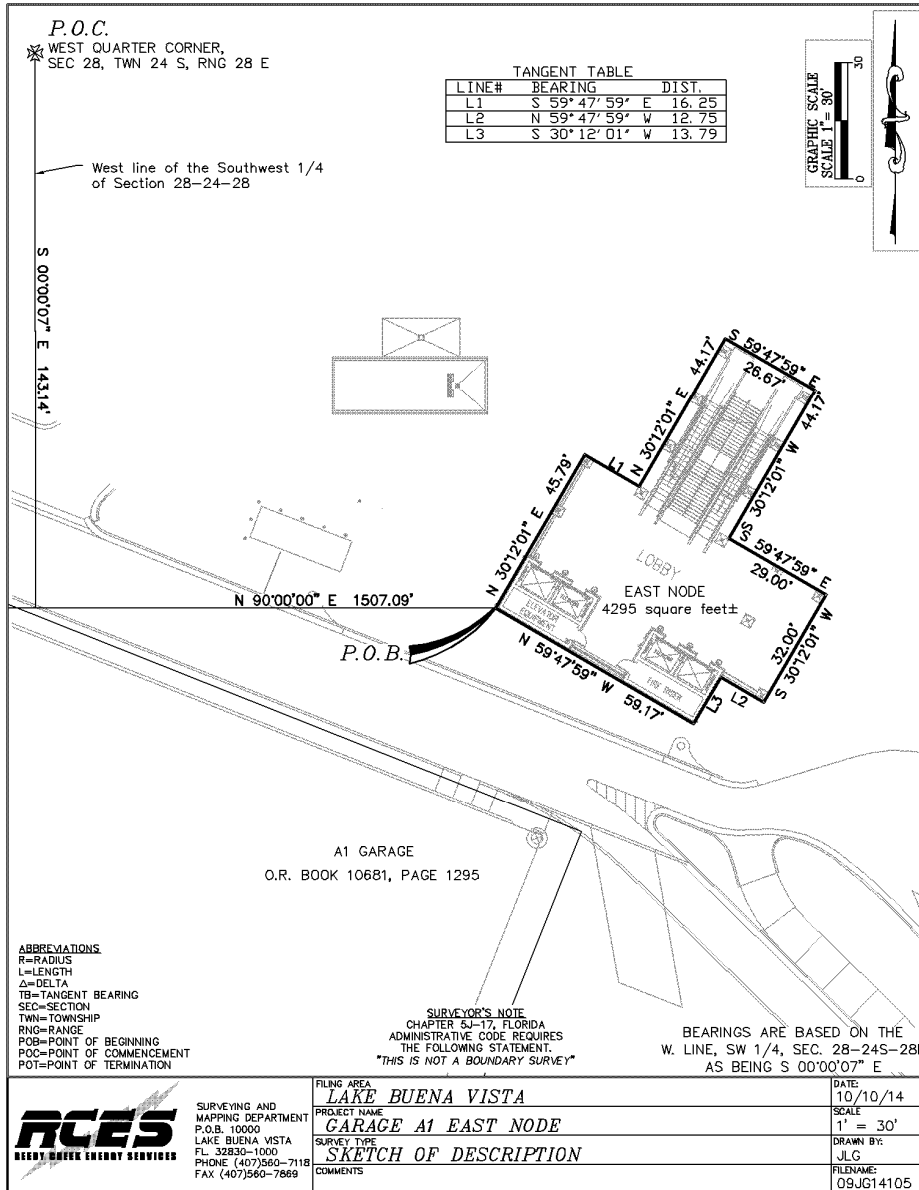 P.O.C.
WEST QUARTER CORNER,
SEC 28, TWN 24 S, RNG 28 E
TANGENT TABLE
LINE# BEARING DIST.
L1 S 59°47'59" E 16.25
L2 N 59°47'59" W 12.75
L3 S 30°12'01" W 13.79
GRAPHIC SCALE
SCALE 1"= 30'
0
30
West line of the Southwest 1/4
of Section 28-24-28
S 00°00'07" E 143.14'
S 59°47'59" E
26.67'
N 30°12'01" E 44.17'
S 30°12'01" W 44.17'
L1
N 30°12'01" E 45.79'
S 59°47'59" E
29.00'
LOBBY
EAST NODE
4295 square feet±
ELEVATOR
EQUIPMENT
FIRE RISER
S 30°12'01" W
32.00'
L2
L3
N 59°47'59" W 59.17'
N 90°00'00" E 1507.09'
P.O.B.
A1 GARAGE
O.R. BOOK 10681, PAGE 1295
ABBREVIATIONS
R=RADIUS
L=LENGTH
Δ=DELTA
TB=TANGENT BEARING
SEC=SECTION
TWN=TOWNSHIP
RNG=RANGE
POB=POINT OF BEGINNING
POC=POINT OF COMMENCEMENT
POT=POINT OF TERMINATION
SURVEYOR'S NOTE
CHAPTER 5J-17, FLORIDA
ADMINISTRATIVE CODE REQUIRES
THE FOLLOWING STATEMENT.
"THIS IS NOT A BOUNDARY SURVEY"
BEARINGS ARE BASED ON THE
W. LINE, SW 1/4, SEC. 28-24S-28E
AS BEING S 00°00'07" E
RCES
REEDY CREEK ENERGY SERVICES
SURVEYING AND
MAPPING DEPARTMENT
P.O.B. 10000
LAKE BUENA VISTA
FL. 32830-1000
PHONE (407)560-7118
FAX (407)560-7869
FILING AREA
LAKE BUENA VISTA
PROJECT NAME
GARAGE A1 EAST NODE
SURVEY TYPE
SKETCH OF DESCRIPTION
COMMENTS
DATE:
10/10/14
SCALE
1' = 30'
DRAWN BY:
JLG
FILENAME:
09JG14105